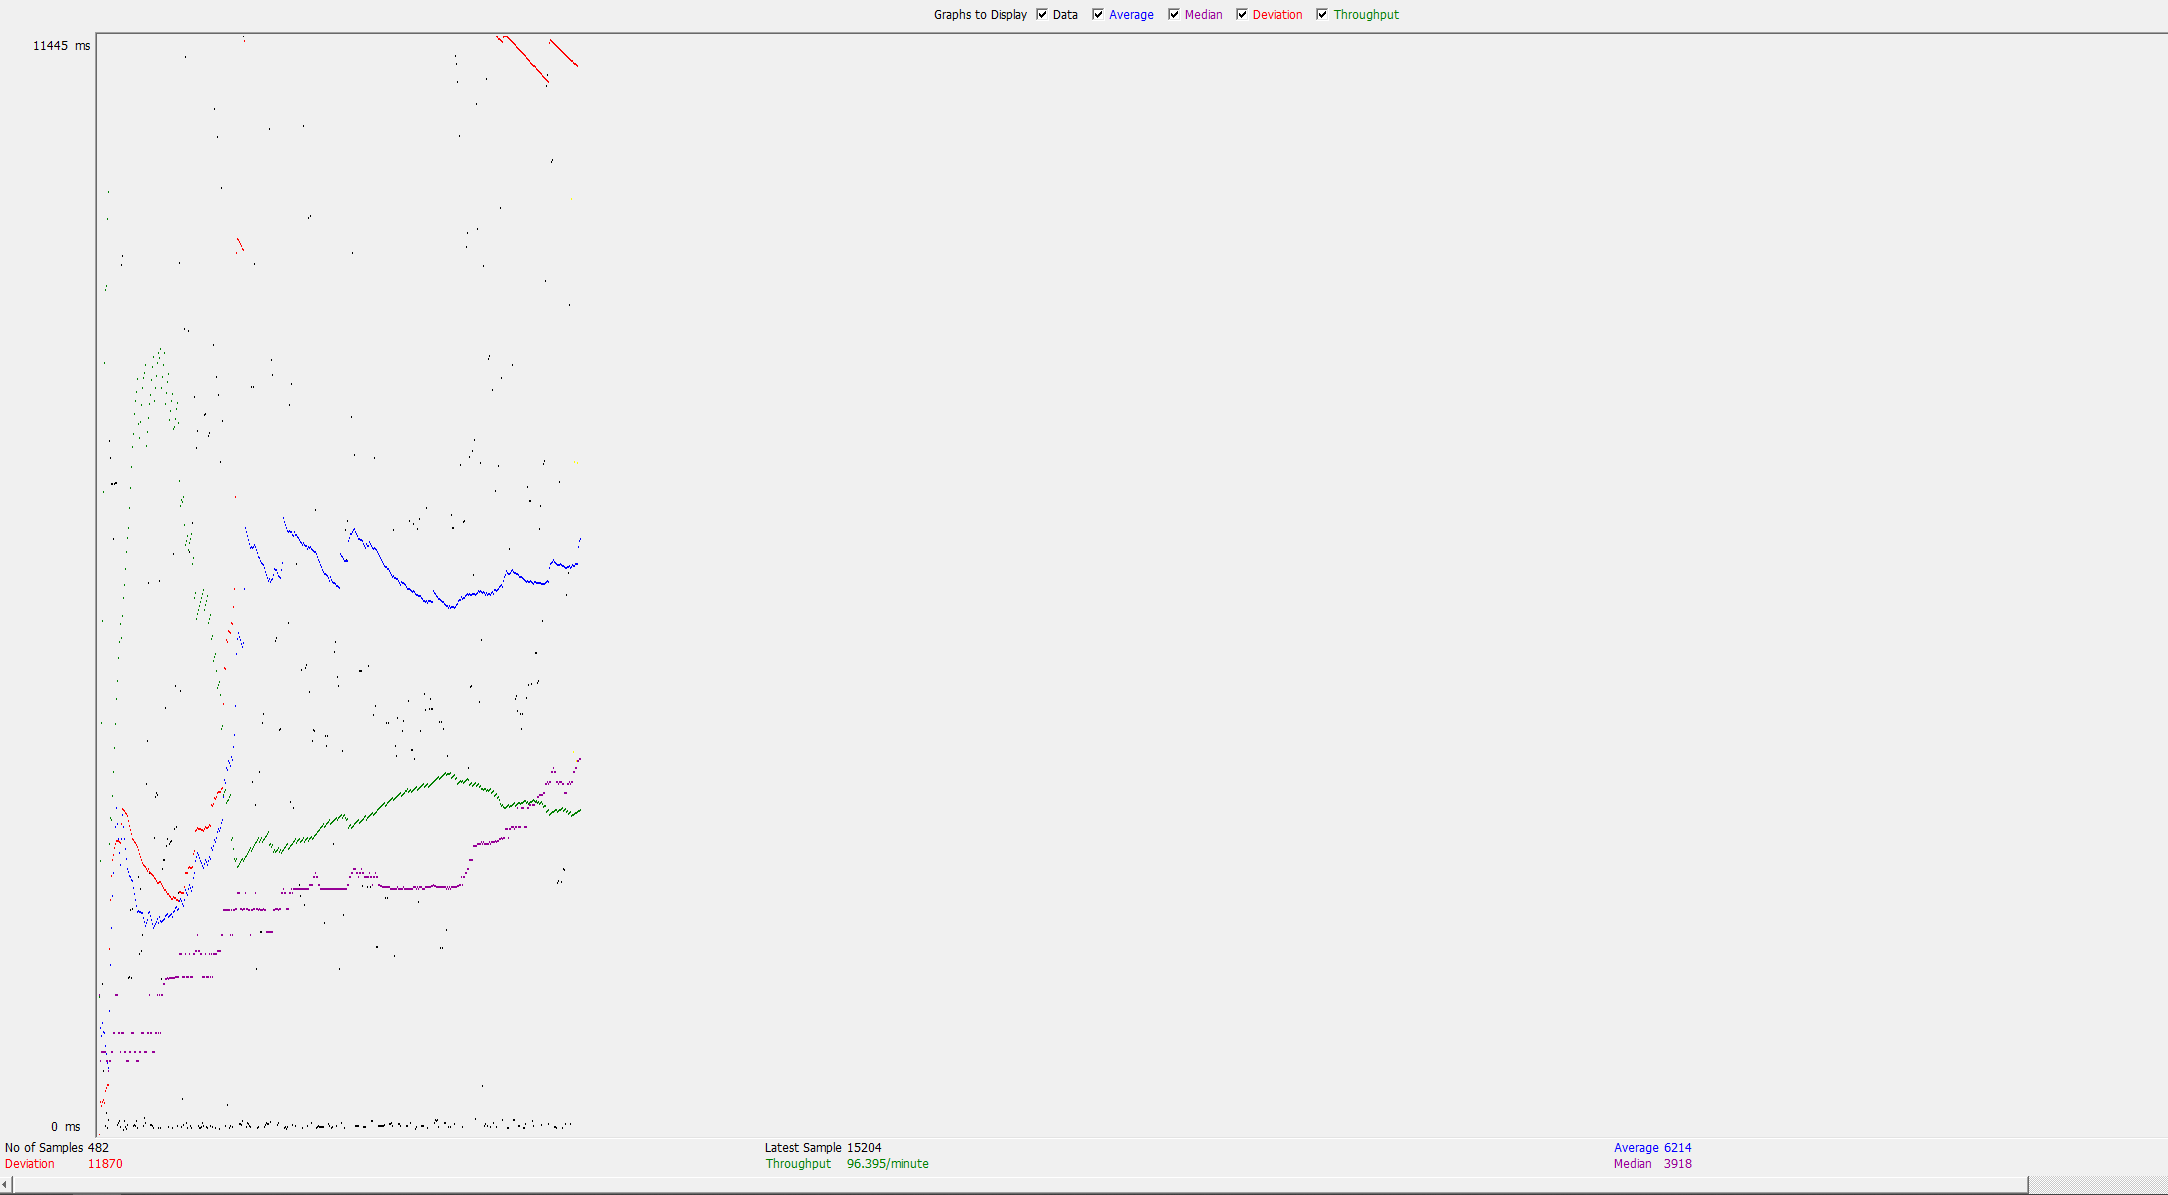 Graphs to Display Data Average Median Deviation Throughput
11445 ms
0 ms
No of Samples 482 Latest Sample 15204 Average 6214
Deviation 11870 Throughput 96.395/minute Median 3918